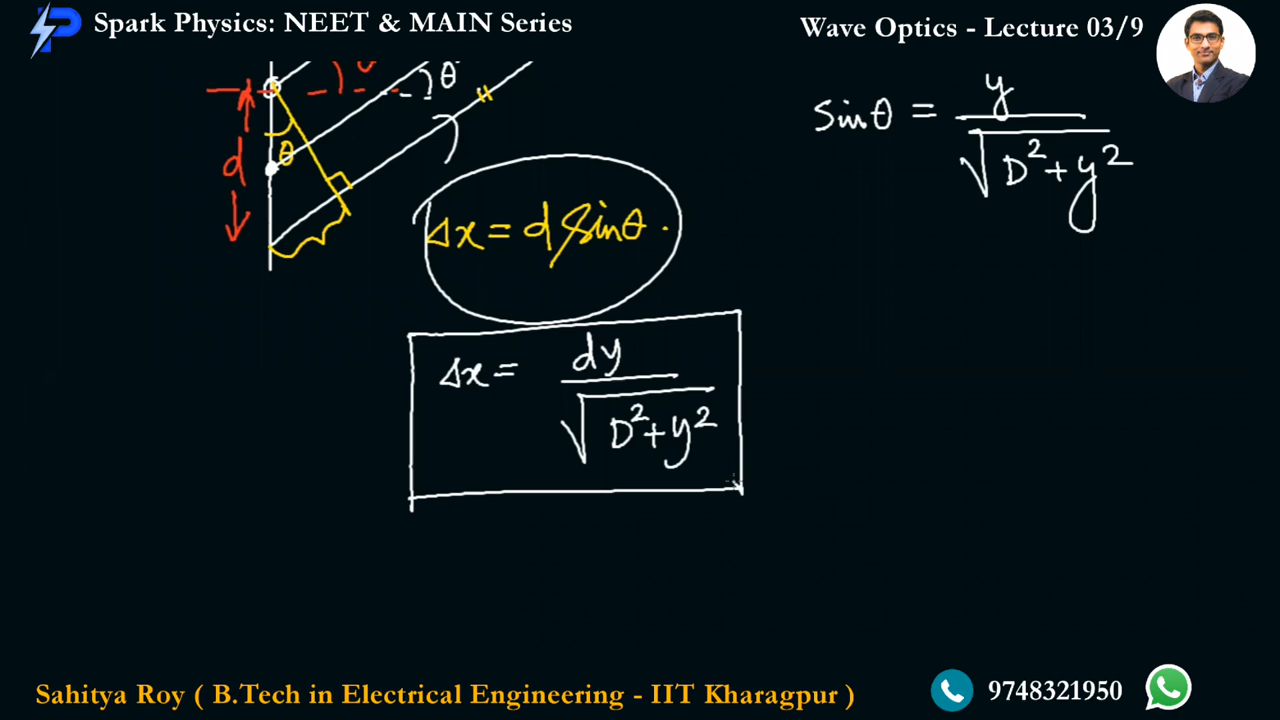 Spark Physics: NEET & MAIN Series
Wave Optics - Lecture 03/9
θ
θ
d
sinθ = y / √(D²+y²)
Δx = d sinθ.
Δx = dy / √(D²+y²)
Sahitya Roy ( B.Tech in Electrical Engineering - IIT Kharagpur )
9748321950